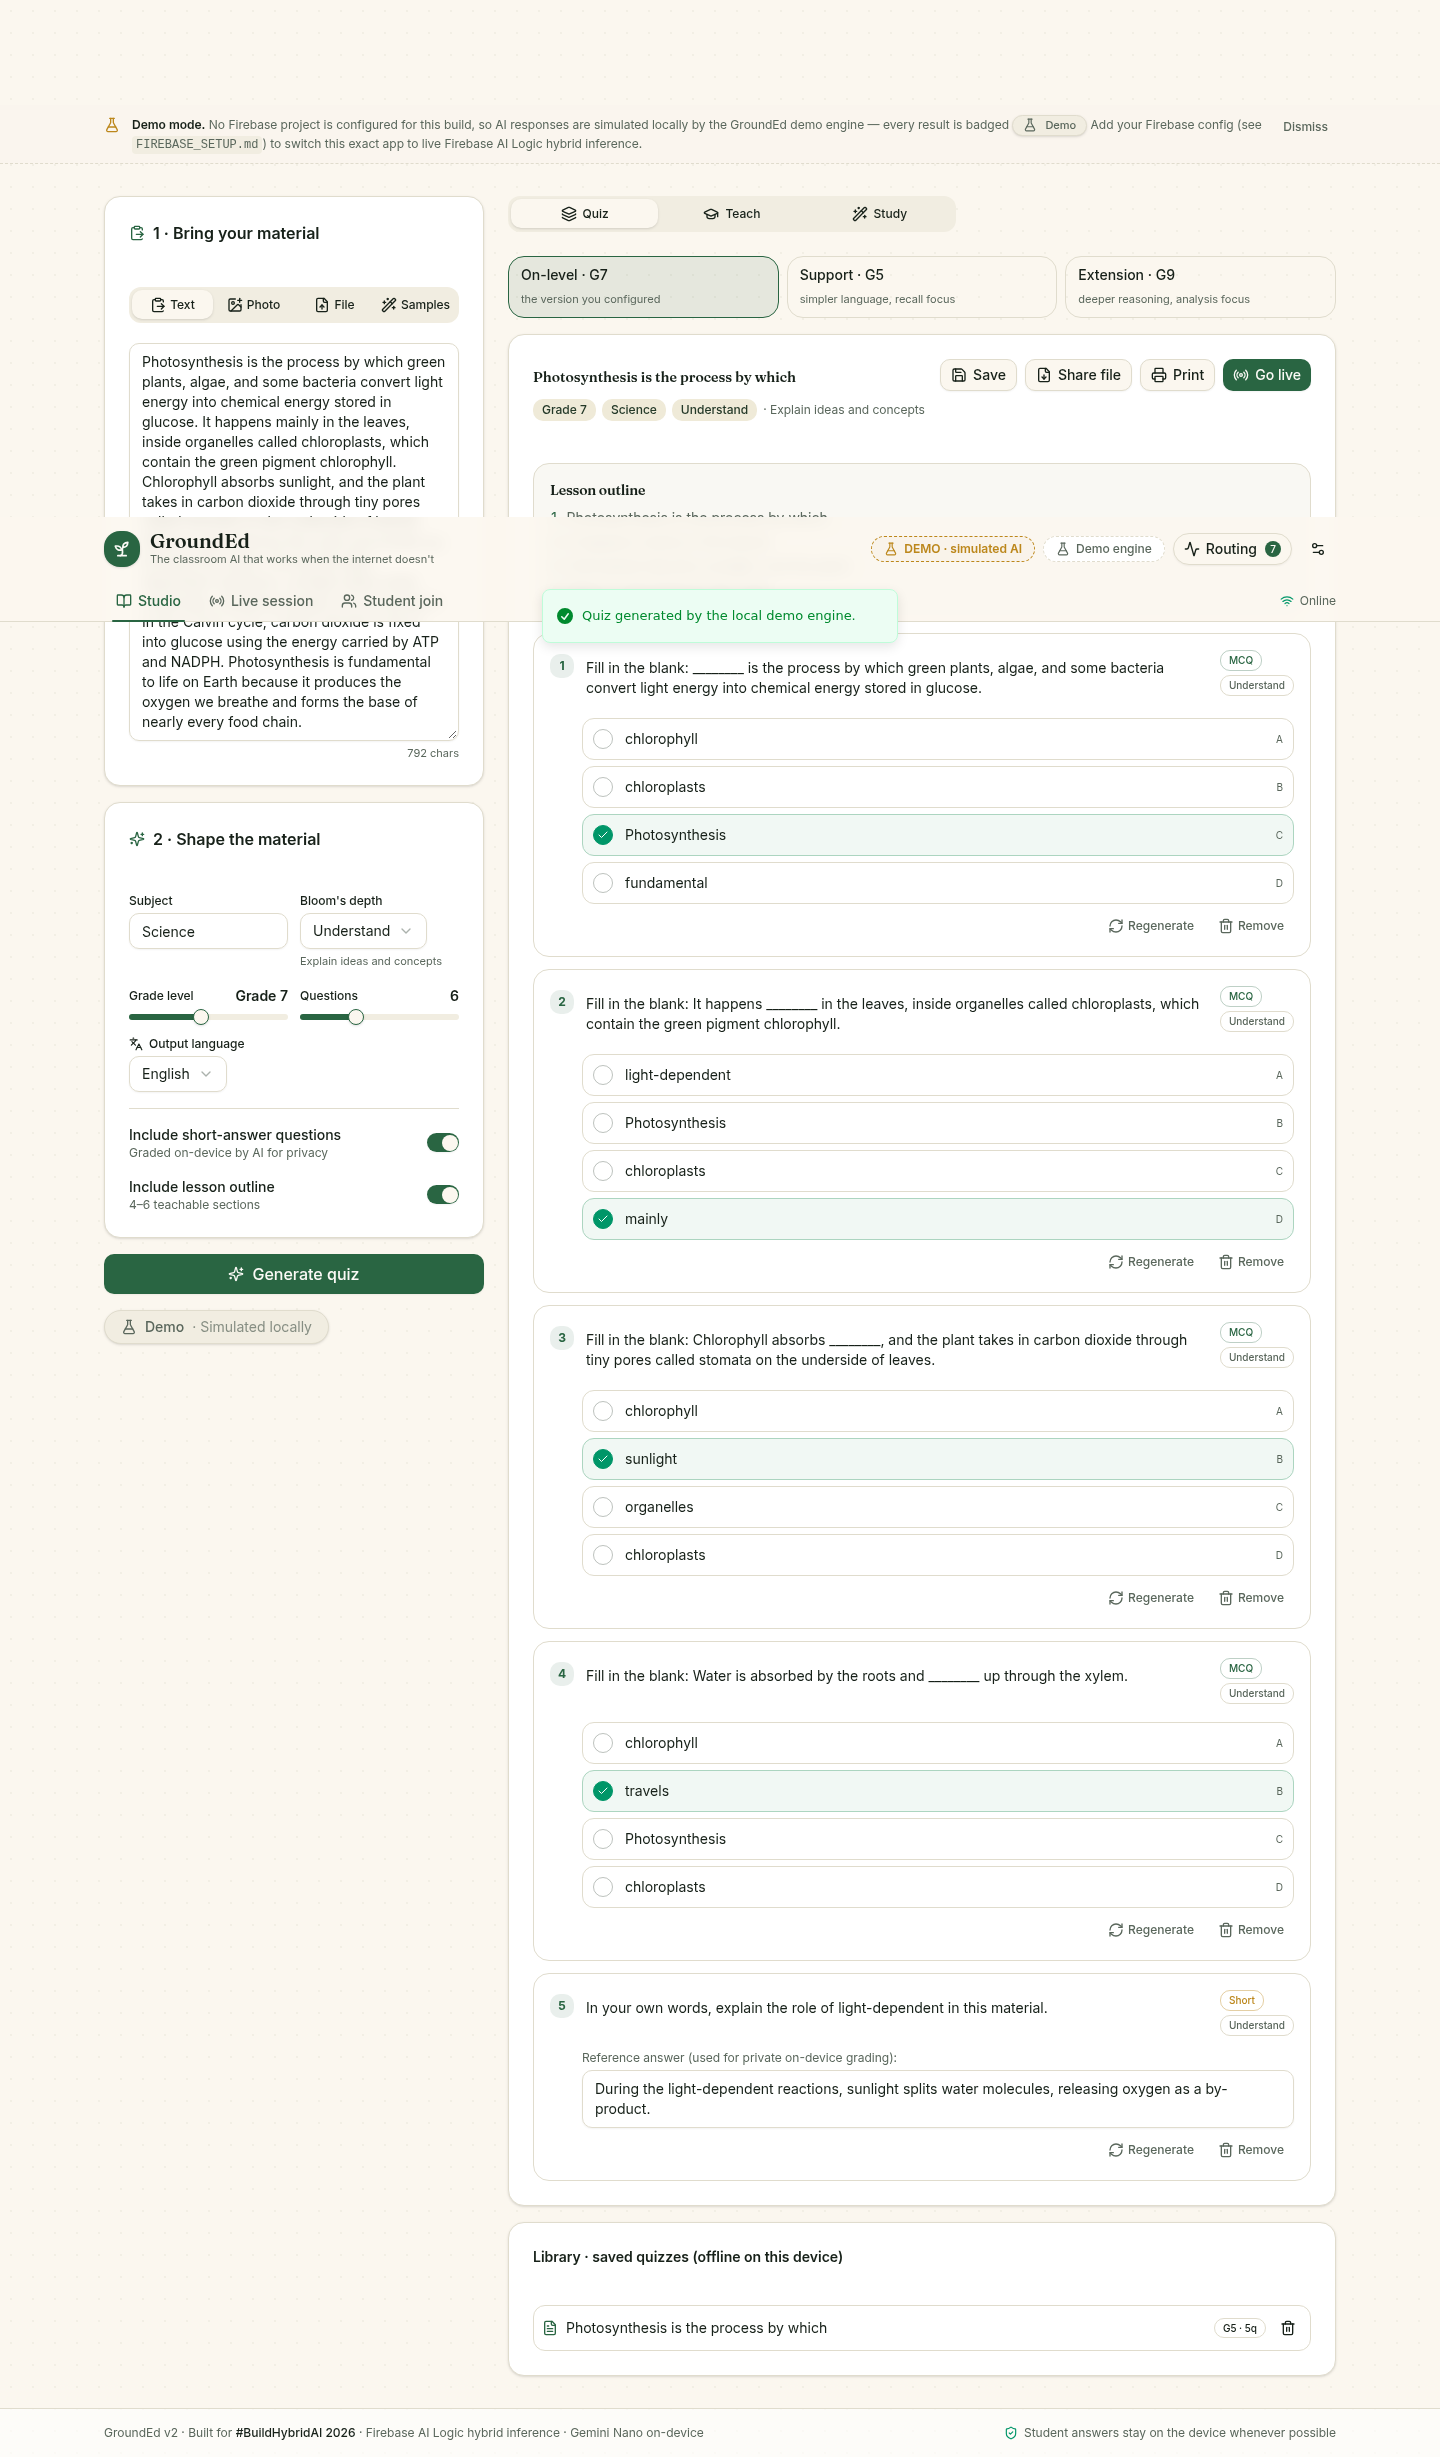 Demo mode. No Firebase project is configured for this build, so AI responses are simulated locally by the GroundEd demo engine — every result is badged Demo Add your Firebase config (see
FIREBASE_SETUP.md ) to switch this exact app to live Firebase AI Logic hybrid inference.
Dismiss
1 · Bring your material
Text Photo File Samples
Photosynthesis is the process by which green
plants, algae, and some bacteria convert light
energy into chemical energy stored in
glucose. It happens mainly in the leaves,
inside organelles called chloroplasts, which
contain the green pigment chlorophyll.
Chlorophyll absorbs sunlight, and the plant
takes in carbon dioxide through tiny pores
Quiz Teach Study
On-level · G7
the version you configured
Support · G5
simpler language, recall focus
Extension · G9
deeper reasoning, analysis focus
Photosynthesis is the process by which
Save Share file Print Go live
Grade 7 Science Understand · Explain ideas and concepts
Lesson outline
1. Photosynthesis is the process by which
GroundEd
The classroom AI that works when the internet doesn't
DEMO · simulated AI Demo engine Routing 7
Studio Live session Student join
Online
Quiz generated by the local demo engine.
in the Calvin cycle, carbon dioxide is fixed
into glucose using the energy carried by ATP
and NADPH. Photosynthesis is fundamental
to life on Earth because it produces the
oxygen we breathe and forms the base of
nearly every food chain.
792 chars
2 · Shape the material
Subject
Science
Bloom's depth
Understand
Explain ideas and concepts
Grade level Grade 7
Questions 6
Output language
English
Include short-answer questions
Graded on-device by AI for privacy
Include lesson outline
4–6 teachable sections
Generate quiz
Demo · Simulated locally
1 Fill in the blank: ________ is the process by which green plants, algae, and some bacteria
convert light energy into chemical energy stored in glucose.
MCQ
Understand
chlorophyll A
chloroplasts B
Photosynthesis C
fundamental D
Regenerate Remove
2 Fill in the blank: It happens ________ in the leaves, inside organelles called chloroplasts, which
contain the green pigment chlorophyll.
MCQ
Understand
light-dependent A
Photosynthesis B
chloroplasts C
mainly D
Regenerate Remove
3 Fill in the blank: Chlorophyll absorbs ________, and the plant takes in carbon dioxide through
tiny pores called stomata on the underside of leaves.
MCQ
Understand
chlorophyll A
sunlight B
organelles C
chloroplasts D
Regenerate Remove
4 Fill in the blank: Water is absorbed by the roots and ________ up through the xylem.
MCQ
Understand
chlorophyll A
travels B
Photosynthesis C
chloroplasts D
Regenerate Remove
5 In your own words, explain the role of light-dependent in this material.
Short
Understand
Reference answer (used for private on-device grading):
During the light-dependent reactions, sunlight splits water molecules, releasing oxygen as a by-
product.
Regenerate Remove
Library · saved quizzes (offline on this device)
Photosynthesis is the process by which G5 · 5q
GroundEd v2 · Built for #BuildHybridAI 2026 · Firebase AI Logic hybrid inference · Gemini Nano on-device
Student answers stay on the device whenever possible